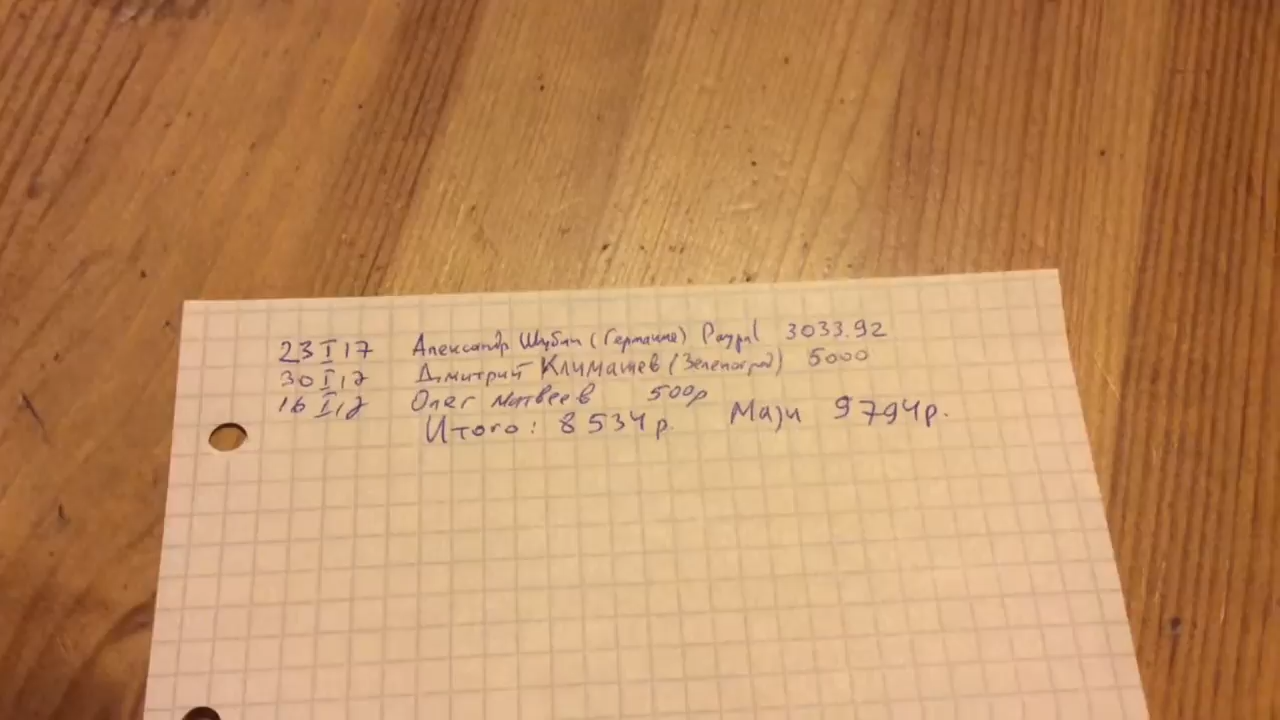 23 I 17 Александр Шубин (Германия) Paypal 3033.92
30 I 17 Дмитрий Климашев (Зеленоград) 5000
16 I 17 Олег Матвеев 500р
Итого: 8534 р. 9794р.